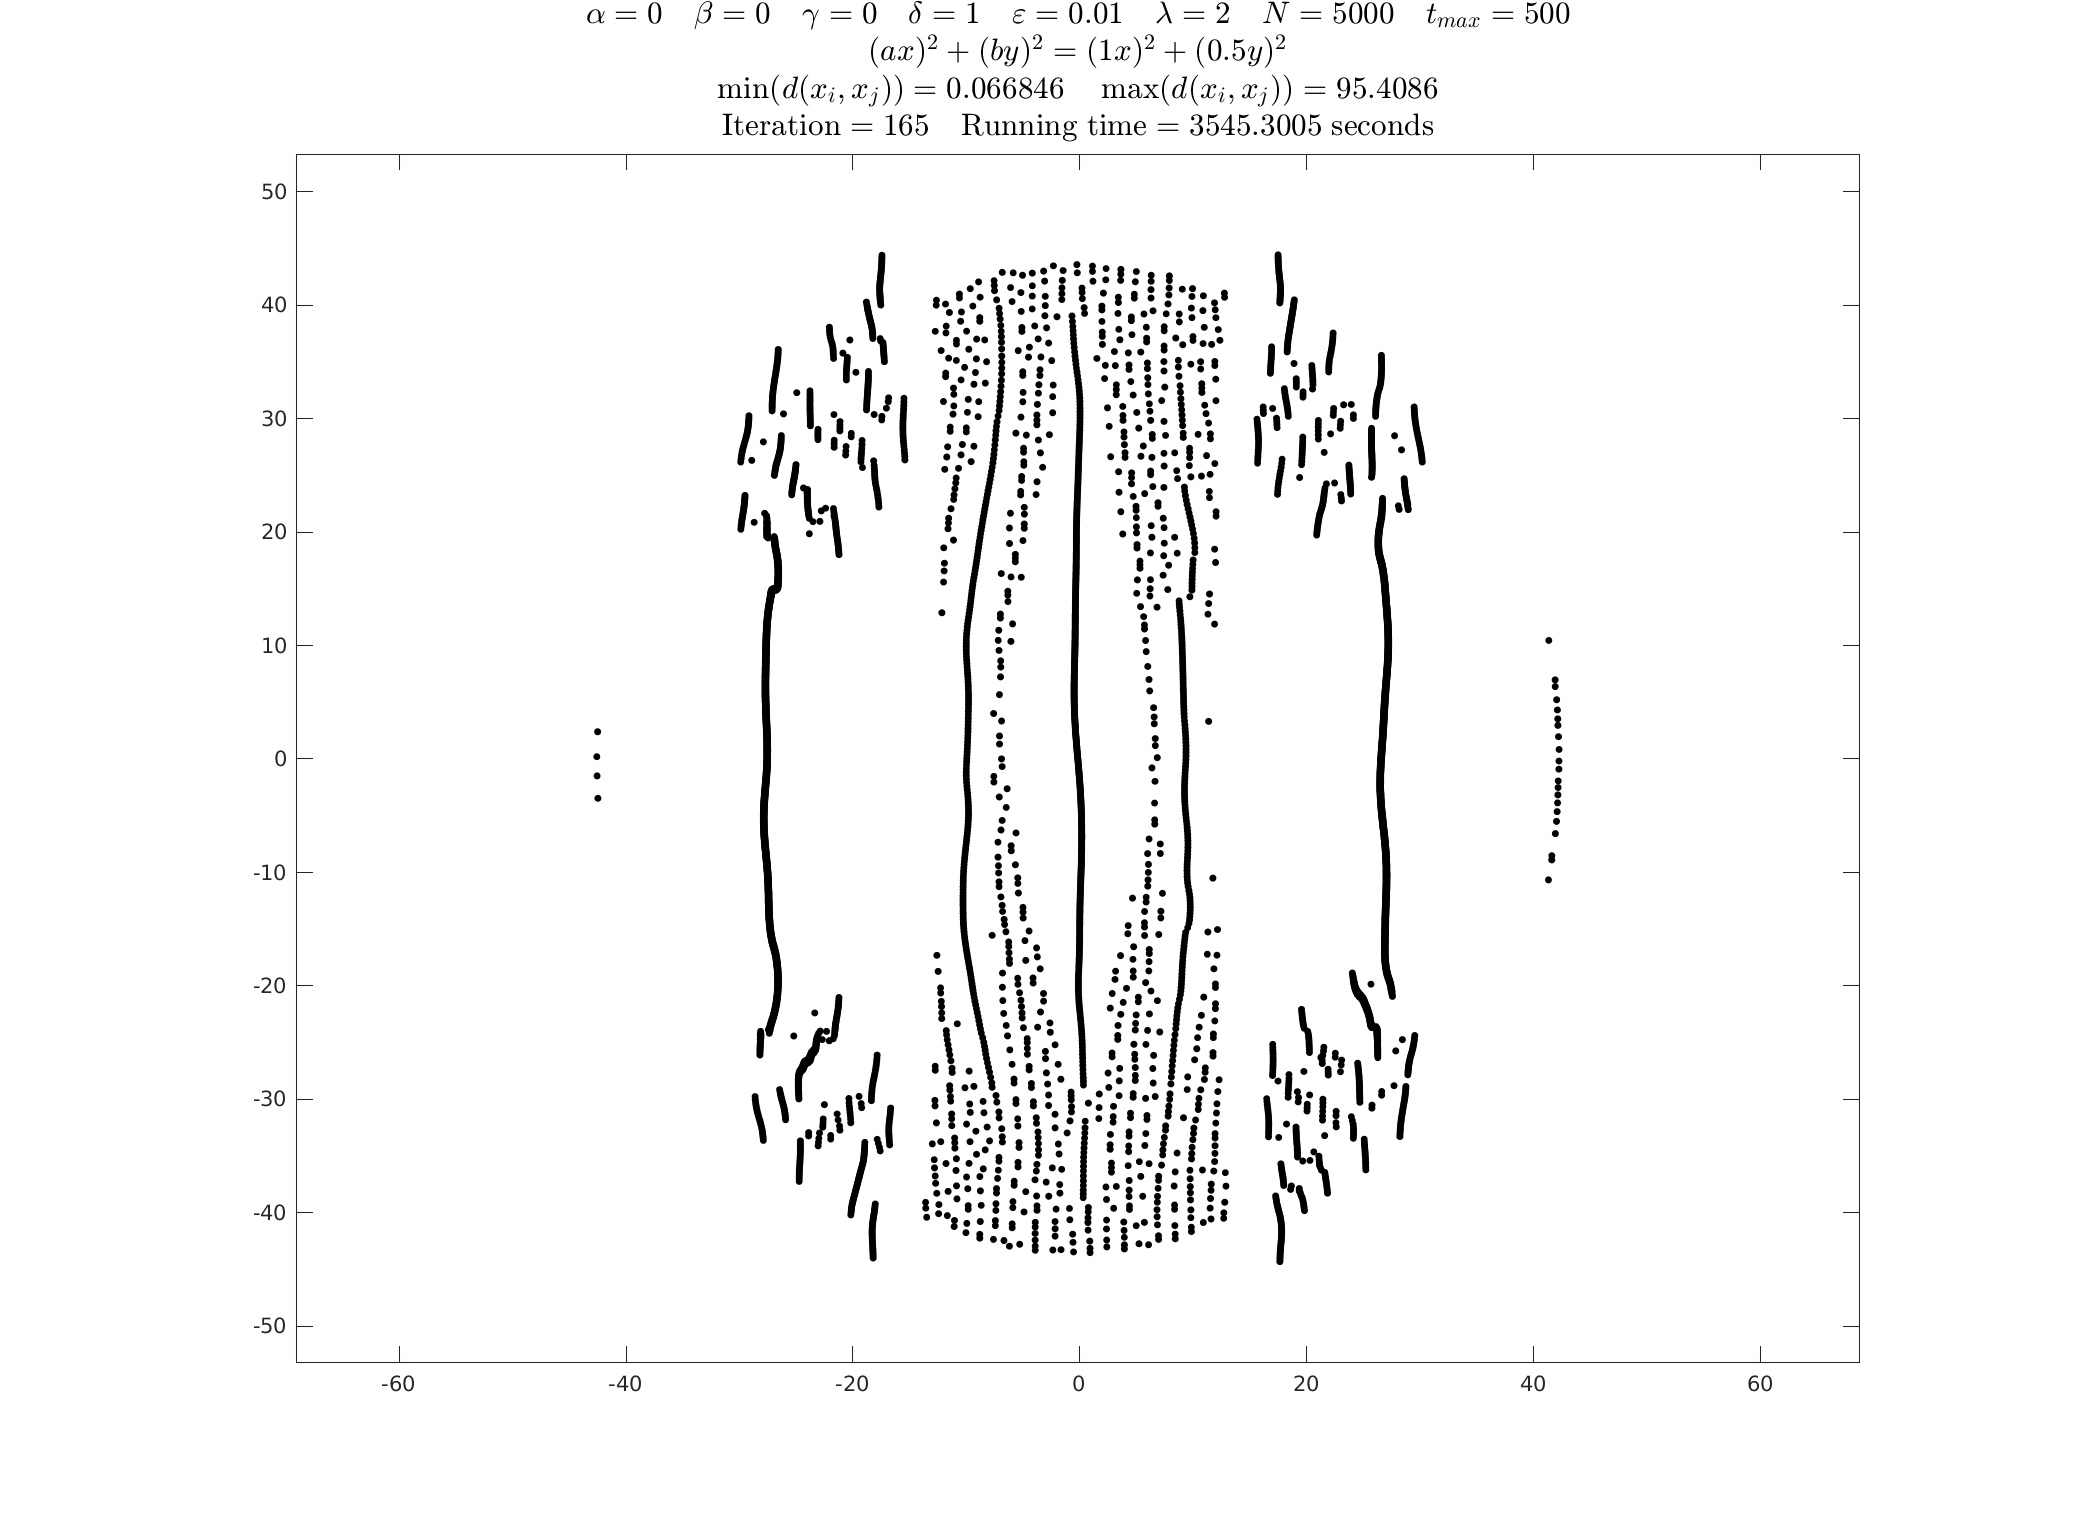 α = 0 β = 0 γ = 0 δ = 1 ε = 0.01 λ = 2 N = 5000 t_{max} = 500
(ax)² + (by)² = (1x)² + (0.5y)²
min(d(x_i, x_j)) = 0.066846 max(d(x_i, x_j)) = 95.4086
Iteration = 165 Running time = 3545.3005 seconds
50
40
30
20
10
0
-10
-20
-30
-40
-50
-60 -40 -20 0 20 40 60